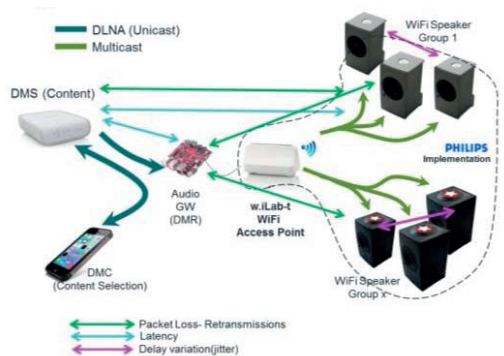 DLNA (Unicast)
Multicast
WiFi Speaker
Group 1
DMS (Content)
PHILIPS
Implementation
Audio
GW
(DMR)
w.iLab-t
WiFi
Access Point
DMC
(Content Selection)
WiFi Speaker
Group x
Packet Loss- Retransmissions
Latency
Delay variation(jitter)